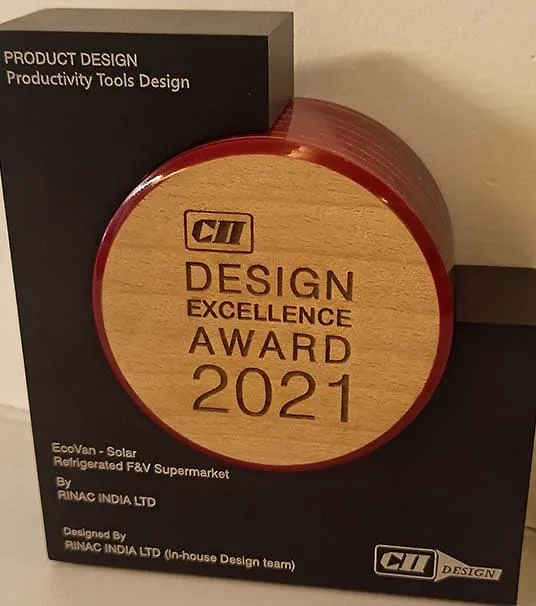 PRODUCT DESIGN
Productivity Tools Design
CII
DESIGN
EXCELLENCE
AWARD
2021
EcoVan - Solar
Refrigerated F&V Supermarket
By
RINAC INDIA LTD
Designed By
RINAC INDIA LTD (In-house Design team)
CII DESIGN